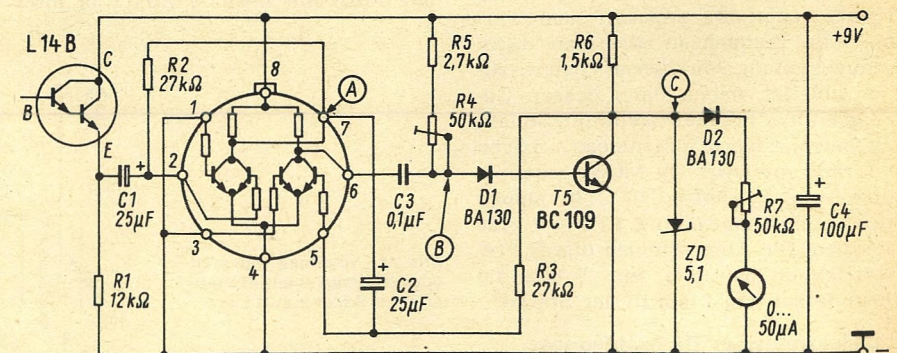 L14B
C
B
E
R2
27kΩ
8
A
1
7
2
6
3
5
4
C1
25µF
+
R1
12kΩ
C2
25µF
+
C3
0,1µF
R5
2,7kΩ
R4
50kΩ
B
D1
BA130
R6
1,5kΩ
T5
BC109
R3
27kΩ
C
D2
BA130
ZD
5,1
R7
50kΩ
0...
50µA
+
C4
100µF
+9V
−